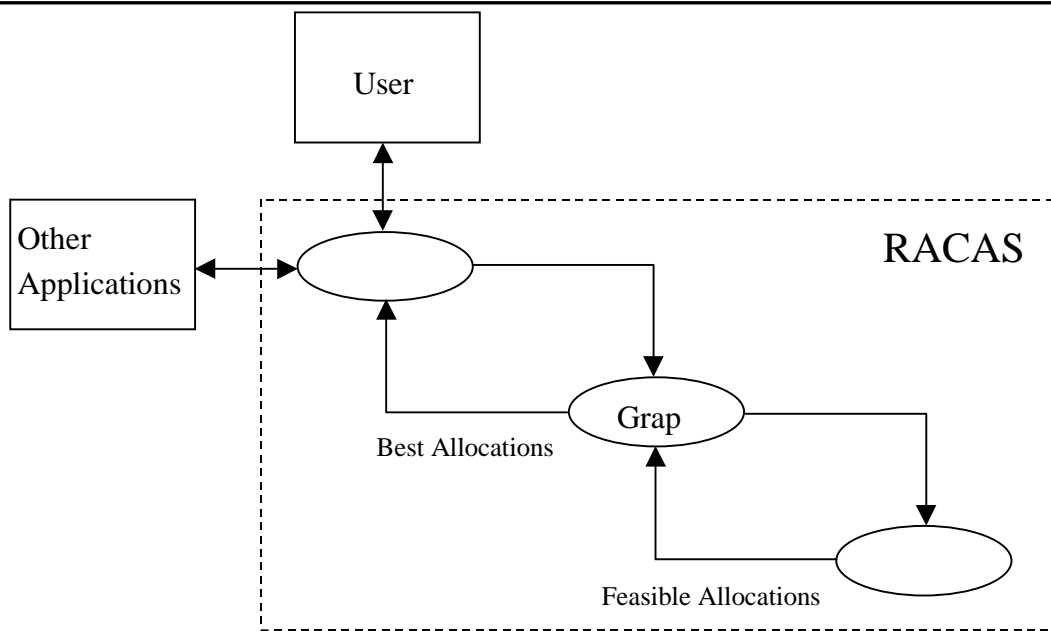 User
Other
Applications
RACAS
Grap
Best Allocations
Feasible Allocations